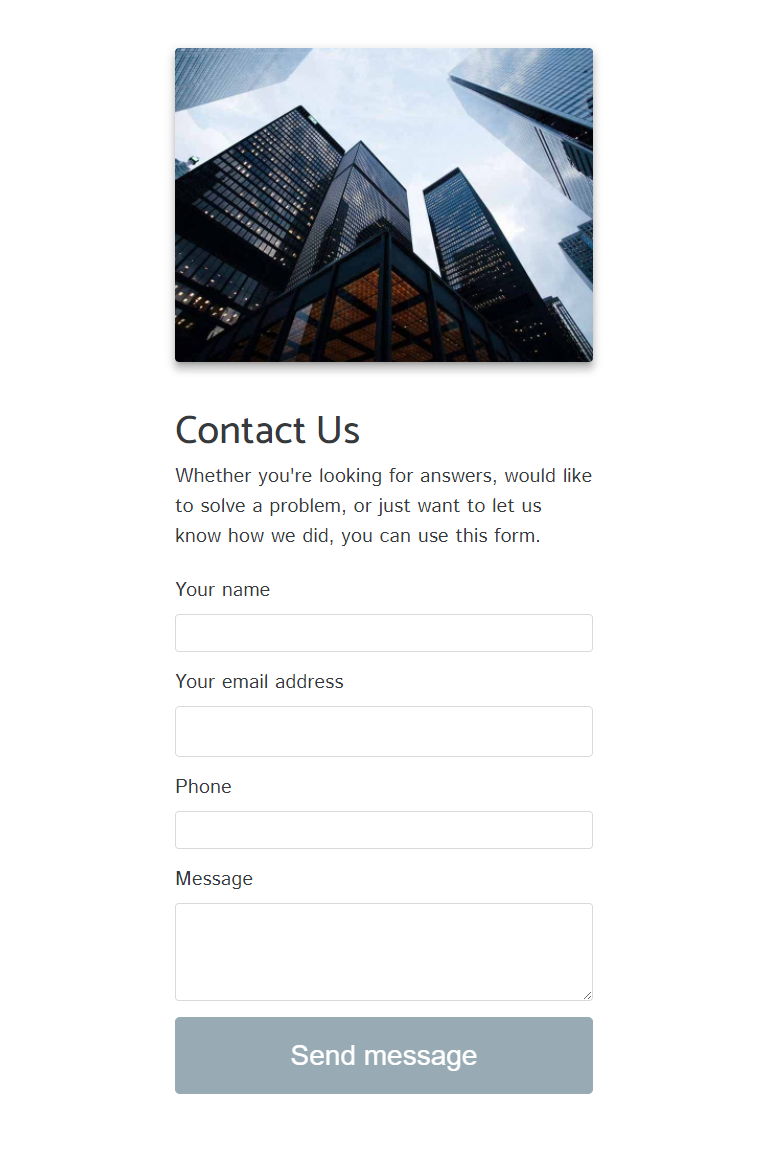 Contact Us
Whether you're looking for answers, would like
to solve a problem, or just want to let us
know how we did, you can use this form.
Your name
Your email address
Phone
Message
Send message